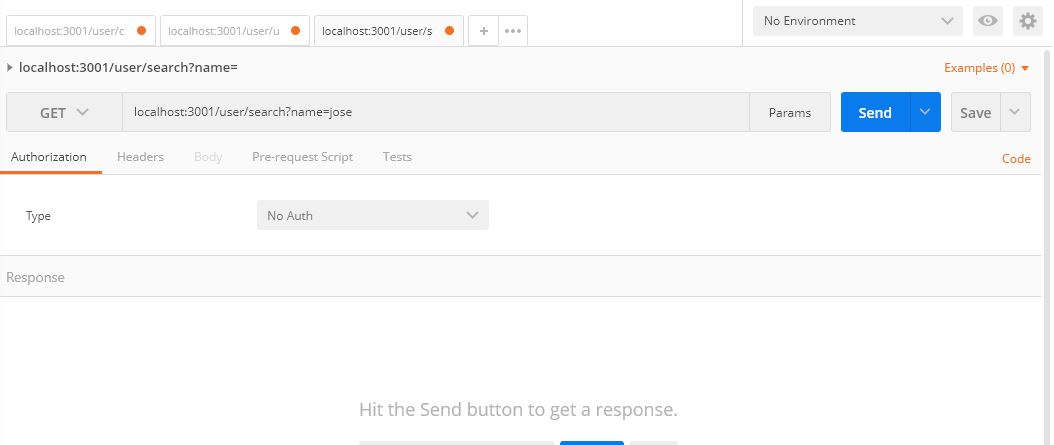 localhost:3001/user/c
localhost:3001/user/u
localhost:3001/user/s
No Environment
localhost:3001/user/search?name=
Examples (0)
GET
localhost:3001/user/search?name=jose
Params
Send
Save
Authorization
Headers
Body
Pre-request Script
Tests
Code
Type
No Auth
Response
Hit the Send button to get a response.